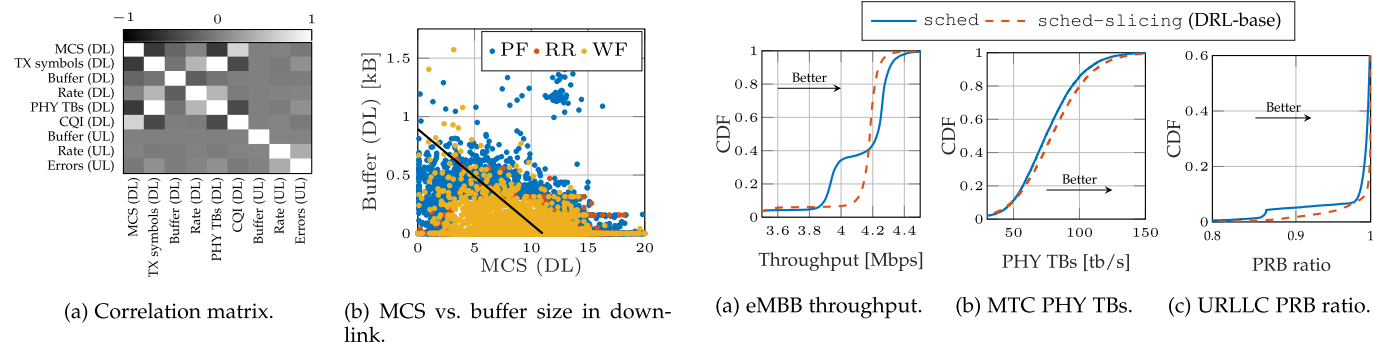 −1 0 1
MCS (DL)
TX symbols (DL)
Buffer (DL)
Rate (DL)
PHY TBs (DL)
CQI (DL)
Buffer (UL)
Rate (UL)
Errors (UL)
MCS (DL)
TX symbols (DL)
Buffer (DL)
Rate (DL)
PHY TBs (DL)
CQI (DL)
Buffer (UL)
Rate (UL)
Errors (UL)
(a) Correlation matrix.
PF RR WF
Buffer (DL) [kB]
1.5
1
0.5
0
0 5 10 15 20
MCS (DL)
(b) MCS vs. buffer size in down-
link.
sched sched-slicing (DRL-base)
CDF
1
0.8
0.6
0.4
0.2
0
Better
3.6 3.8 4 4.2 4.4
Throughput [Mbps]
(a) eMBB throughput.
CDF
1
0.8
0.6
0.4
0.2
0
Better
50 100 150
PHY TBs [tb/s]
(b) MTC PHY TBs.
CDF
0.6
0.4
0.2
0
Better
0.8 0.9 1
PRB ratio
(c) URLLC PRB ratio.